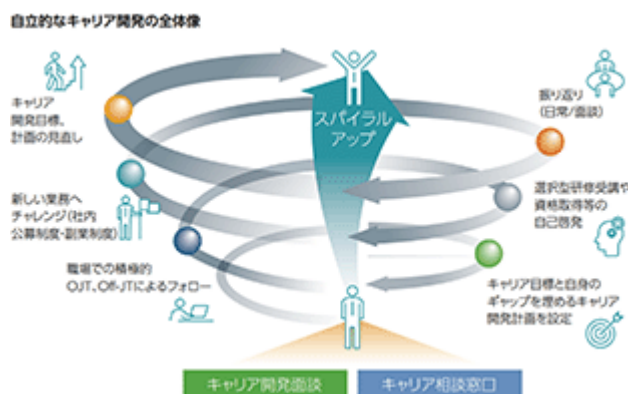 自立的なキャリア開発の全体像
キャリア
開発目標、
計画の見直し
スパイラル
アップ
振り返り
(日常/面談)
新しい業務へ
チャレンジ(社内
公募制度・副業制度)
選択型研修受講や
資格取得等の
自己啓発
職場での積極的
OJT、Off-JTによるフォロー
キャリア目標と自身の
ギャップを埋めるキャリア
開発計画を設定
キャリア開発面談
キャリア相談窓口